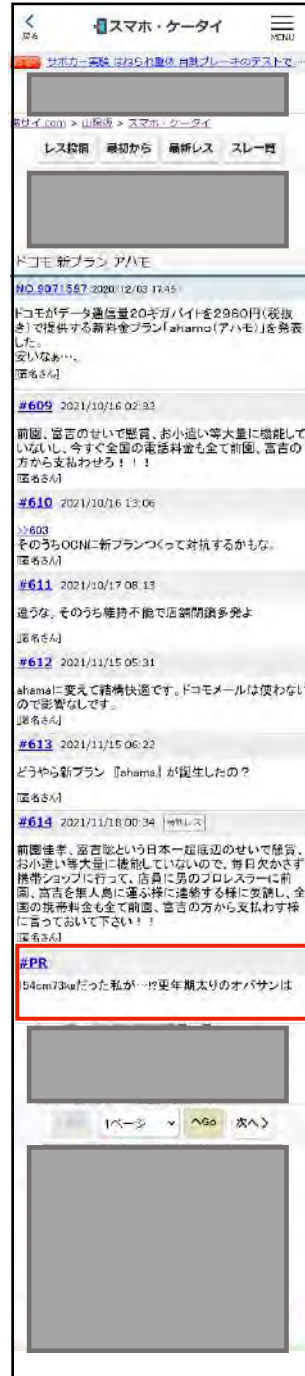 戻る
スマホ・ケータイ
MENU
サポカー実験 はねられ重体 自動ブレーキのテストで…
爆サイ.com > 山陰版 > スマホ・ケータイ
レス投稿 最初から 最新レス スレ一覧
ドコモ 新プラン アハモ
NO.9071597 2020/12/03 17:45
ドコモがデータ通信量20ギガバイトを2980円(税抜
き)で提供する新料金プラン「ahamo(アハモ)」を発表
した。
安いなぁ…。
[匿名さん]
#609 2021/10/16 02:33
前園、富吉のせいで懸賞、お小遣い等大量に機能して
いないし、今すぐ全国の電話料金も全て前園、富吉の
方から支払わせろ！！！
[匿名さん]
#610 2021/10/16 13:06
>>603
そのうちOCNに新プランつくって対抗するかもな。
[匿名さん]
#611 2021/10/17 08:13
違うな、そのうち維持不能で店舗閉鎖多発よ
[匿名さん]
#612 2021/11/15 05:31
ahamoに変えて結構快適です。ドコモメールは使わない
ので影響なしです。
[匿名さん]
#613 2021/11/15 06:22
どうやら新プラン 『ahamo』が誕生したの？
[匿名さん]
#614 2021/11/18 00:34 最新レス
前園佳孝、富吉聡という日本一超底辺のせいで懸賞、
お小遣い等大量に機能していないので、毎日欠かさず
携帯ショップに行って、店員に男のプロレスラーに前
園、富吉を無人島に運ぶ様に連絡する様に要請し、全
国の携帯料金も全て前園、富吉の方から支払わす様
に言っておいて下さい！！
[匿名さん]
#PR
154cm73kgだった私が…!?更年期太りのオバサンは
1ページ へGo 次へ>